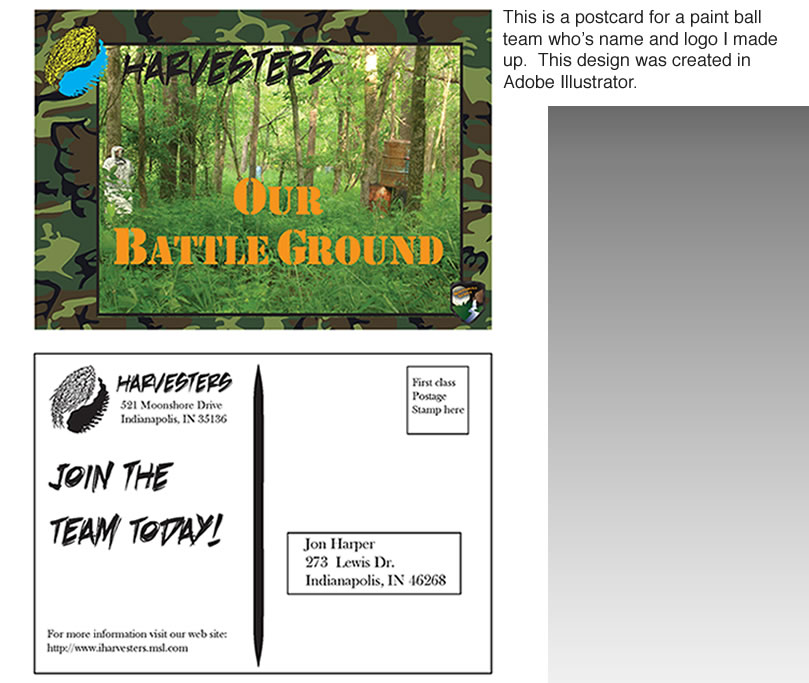 This is a postcard for a paint ball
team who's name and logo I made
up.  This design was created in
Adobe Illustrator.
HARVESTERS
OUR
BATTLE GROUND
HARVESTERS
521 Moonshore Drive
Indianapolis, IN 35136
JOIN THE
TEAM TODAY!
For more information visit our web site:
http://www.iharvesters.msl.com
First class
Postage
Stamp here
Jon Harper
273  Lewis Dr.
Indianapolis, IN 46268